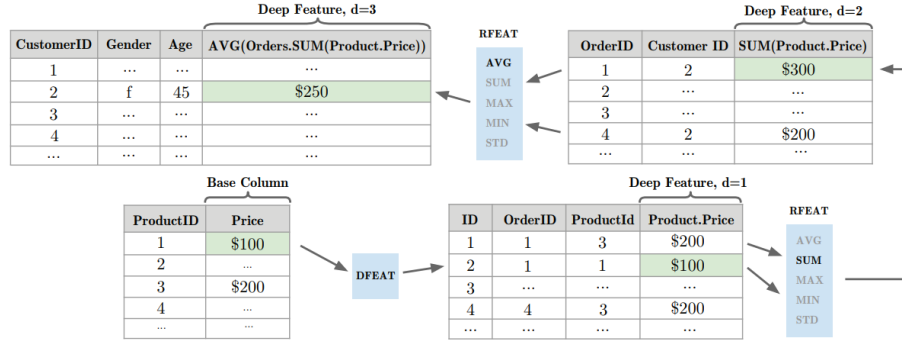 Deep Feature, d=3
CustomerID Gender Age AVG(Orders.SUM(Product.Price))
1 ... ... ...
2 f 45 $250
3 ... ... ...
4 ... ... ...
... ... ... ...
RFEAT
AVG
SUM
MAX
MIN
STD
Deep Feature, d=2
OrderID Customer ID SUM(Product.Price)
1 2 $300
2 ... ...
3 ... ...
4 2 $200
... ... ...
Base Column
ProductID Price
1 $100
2 ...
3 $200
4 ...
... ...
DFEAT
Deep Feature, d=1
ID OrderID ProductId Product.Price
1 1 3 $200
2 1 1 $100
3 ... ... ...
4 4 3 $200
... ... ... ...
RFEAT
AVG
SUM
MAX
MIN
STD